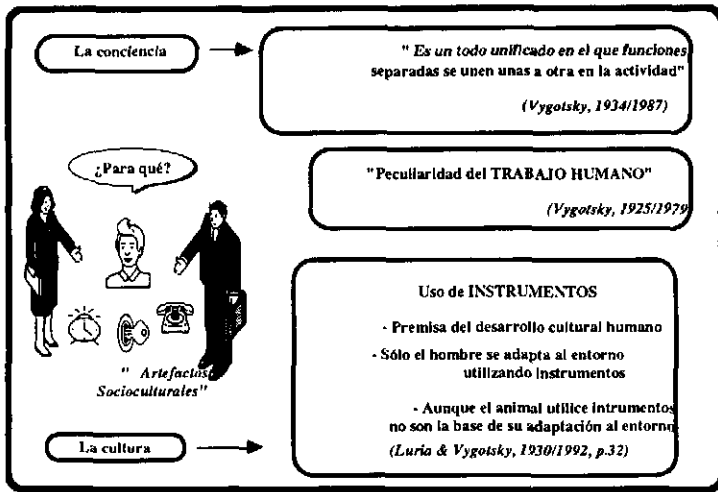 La conciencia
" Es un todo unificado en el que funciones
separadas se unen unas a otra en la actividad"
(Vygotsky, 1934/1987)
¿Para qué?
"Peculiaridad del TRABAJO HUMANO"
(Vygotsky, 1925/1979
Uso de INSTRUMENTOS
- Premisa del desarrollo cultural humano
- Sólo el hombre se adapta al entorno
utilizando instrumentos
- Aunque el animal utilice intrumentos
no son la base de su adaptación al entorno
(Luria & Vygotsky, 1930/1992, p.32)
" Artefactos
Socioculturales"
La cultura